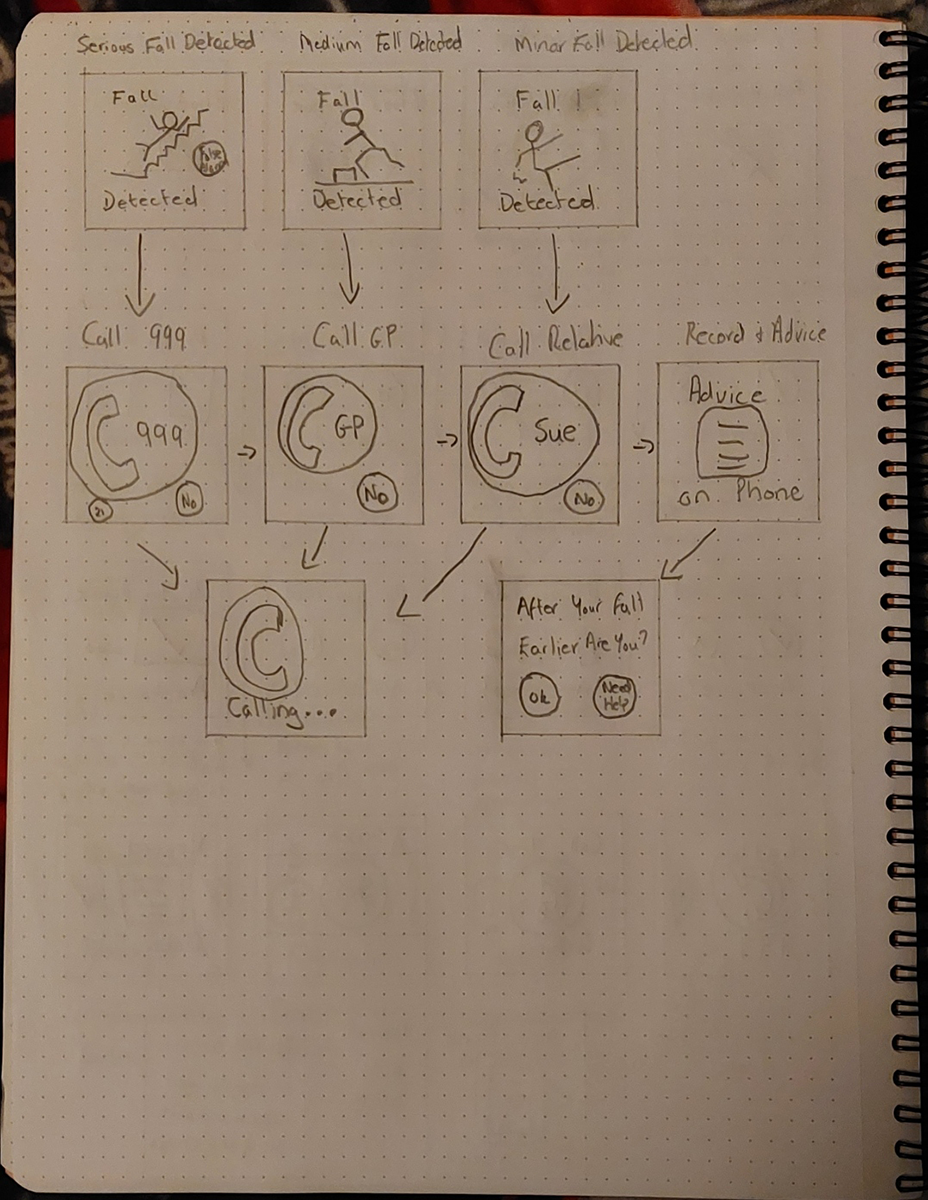 Serious Fall Detected
Medium Fall Detected
Minor Fall Detected
Fall
False
Alarm
Detected
Fall
Detected
Fall
Detected
Call 999
Call GP
Call Relative
Record & Advice
999
No
GP
No
Sue
No
Advice
on Phone
Calling...
After Your Fall
Earlier Are You?
Ok
Need
Help